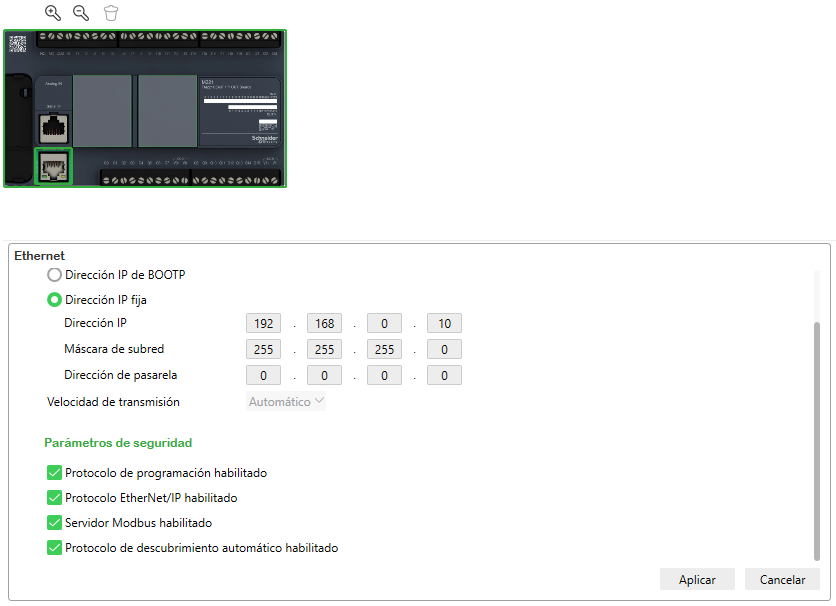 M221
Schneider
Ethernet
Dirección IP de BOOTP
Dirección IP fija
Dirección IP 192 . 168 . 0 . 10
Máscara de subred 255 . 255 . 255 . 0
Dirección de pasarela 0 . 0 . 0 . 0
Velocidad de transmisión Automático
Parámetros de seguridad
Protocolo de programación habilitado
Protocolo EtherNet/IP habilitado
Servidor Modbus habilitado
Protocolo de descubrimiento automático habilitado
Aplicar Cancelar